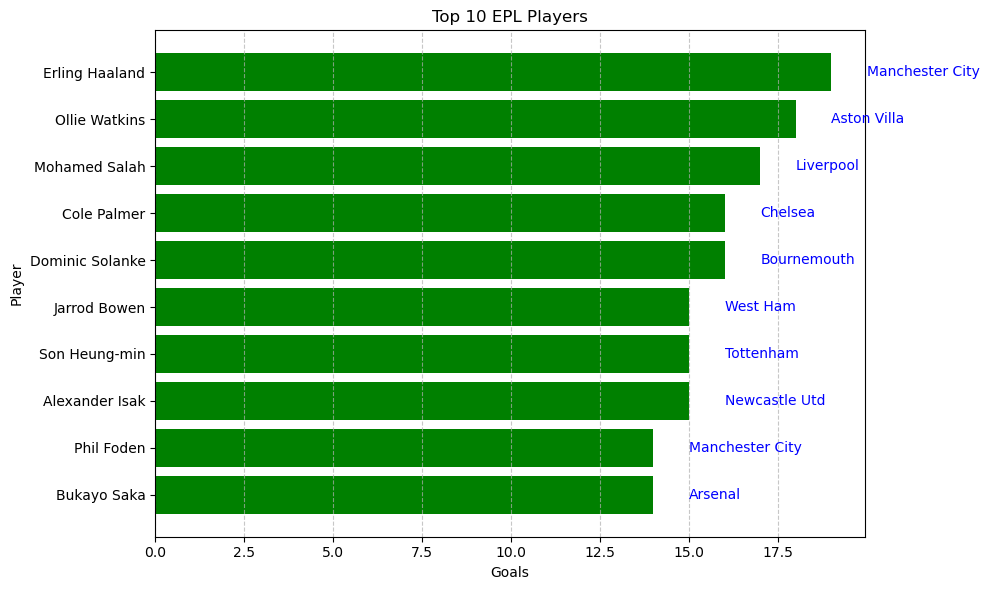 Top 10 EPL Players
Player
Erling Haaland Manchester City
Ollie Watkins Aston Villa
Mohamed Salah Liverpool
Cole Palmer Chelsea
Dominic Solanke Bournemouth
Jarrod Bowen West Ham
Son Heung-min Tottenham
Alexander Isak Newcastle Utd
Phil Foden Manchester City
Bukayo Saka Arsenal
0.0 2.5 5.0 7.5 10.0 12.5 15.0 17.5
Goals